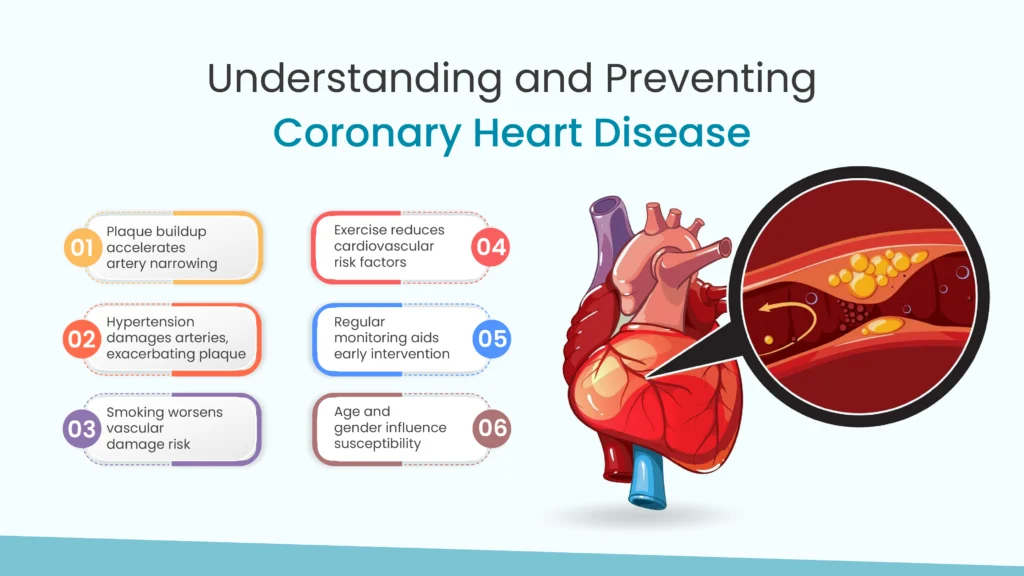 Understanding and Preventing
Coronary Heart Disease
01
Plaque buildup
accelerates
artery narrowing
02
Hypertension
damages arteries,
exacerbating plaque
03
Smoking worsens
vascular
damage risk
Exercise reduces
cardiovascular
risk factors
04
Regular
monitoring aids
early intervention
05
Age and
gender influence
susceptibility
06